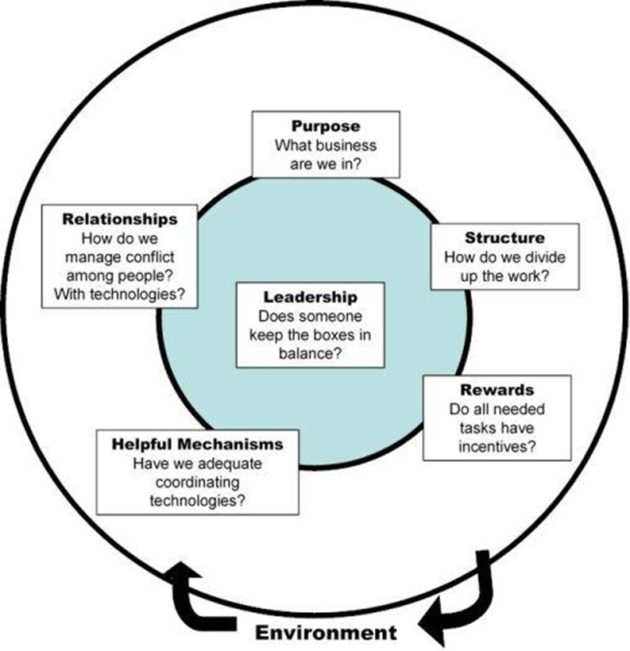 Purpose
What business
are we in?
Relationships
How do we
manage conflict
among people?
With technologies?
Structure
How do we divide
up the work?
Leadership
Does someone
keep the boxes in
balance?
Rewards
Do all needed
tasks have
incentives?
Helpful Mechanisms
Have we adequate
coordinating
technologies?
Environment